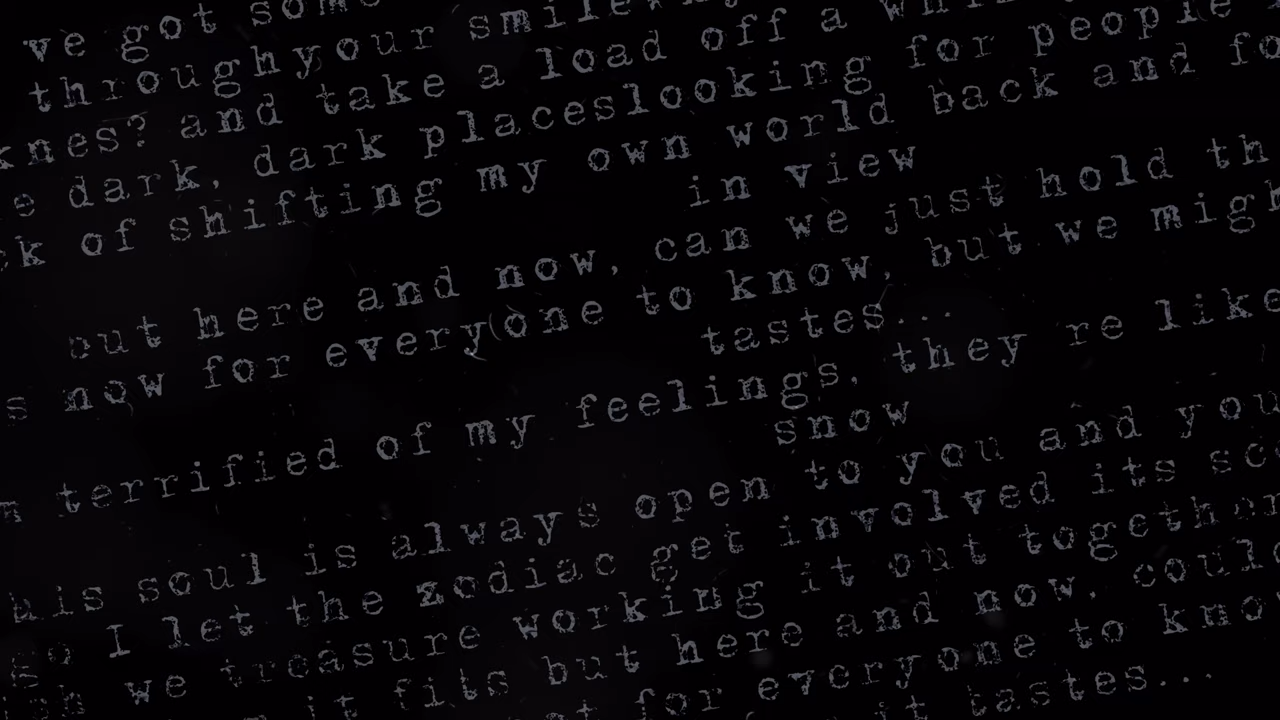 ve got some
throughyour smile
knes? and take a load off a
e dark, dark placeslooking for people
k of shifting my own world back and fo
in view
out here and now, can we just hold th
s now for everyone to know, but we migh
tastes...
m terrified of my feelings, they re like
snow
his soul is always open to you and you
go I let the zodiac get involved its sc
we treasure working it out together
it fits but here and now, could
for everyone to kno
it tastes...